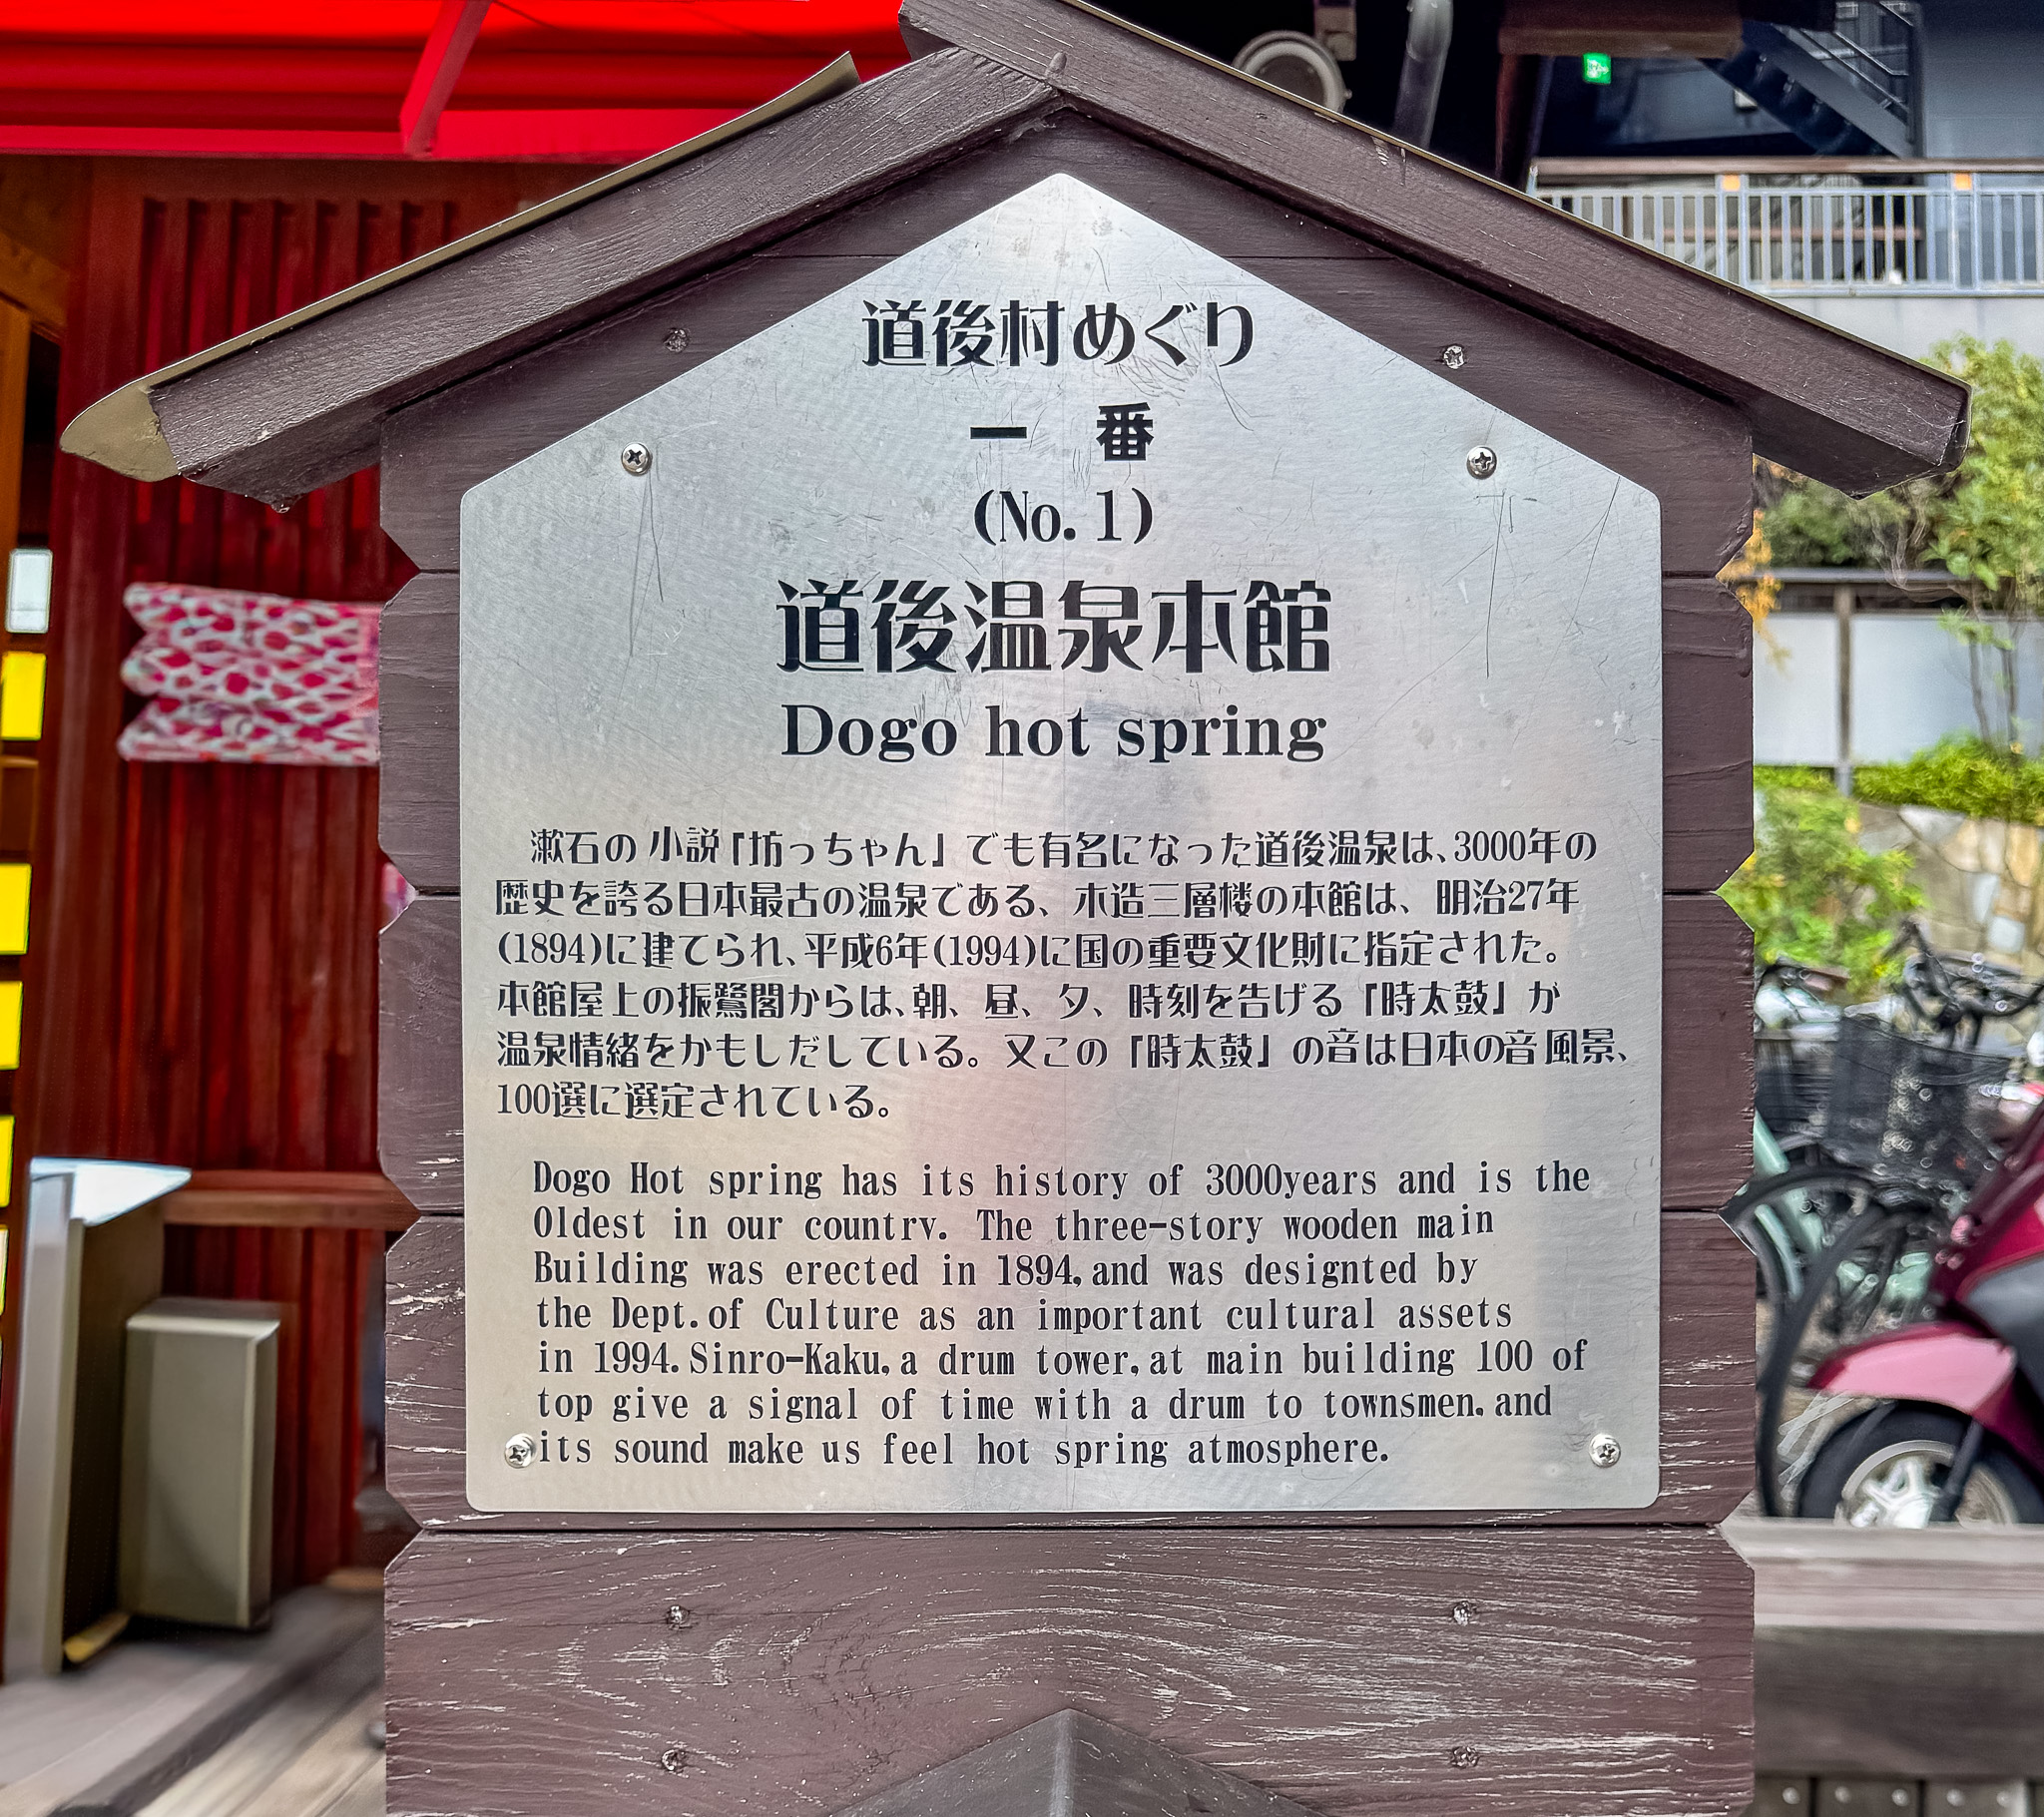 道後村めぐり
一 番
(No. 1)
道後温泉本館
Dogo hot spring
漱石の小説「坊っちゃん」でも有名になった道後温泉は、3000年の
歴史を誇る日本最古の温泉である、木造三層楼の本館は、明治27年
(1894)に建てられ、平成6年(1994)に国の重要文化財に指定された。
本館屋上の振鷺閣からは、朝、昼、夕、時刻を告げる「時太鼓」が
温泉情緒をかもしだしている。又この「時太鼓」の音は日本の音風景、
100選に選定されている。
Dogo Hot spring has its history of 3000years and is the
Oldest in our country. The three-story wooden main
Building was erected in 1894, and was designted by
the Dept. of Culture as an important cultural assets
in 1994. Sinro-Kaku, a drum tower, at main building 100 of
top give a signal of time with a drum to townsmen, and
its sound make us feel hot spring atmosphere.